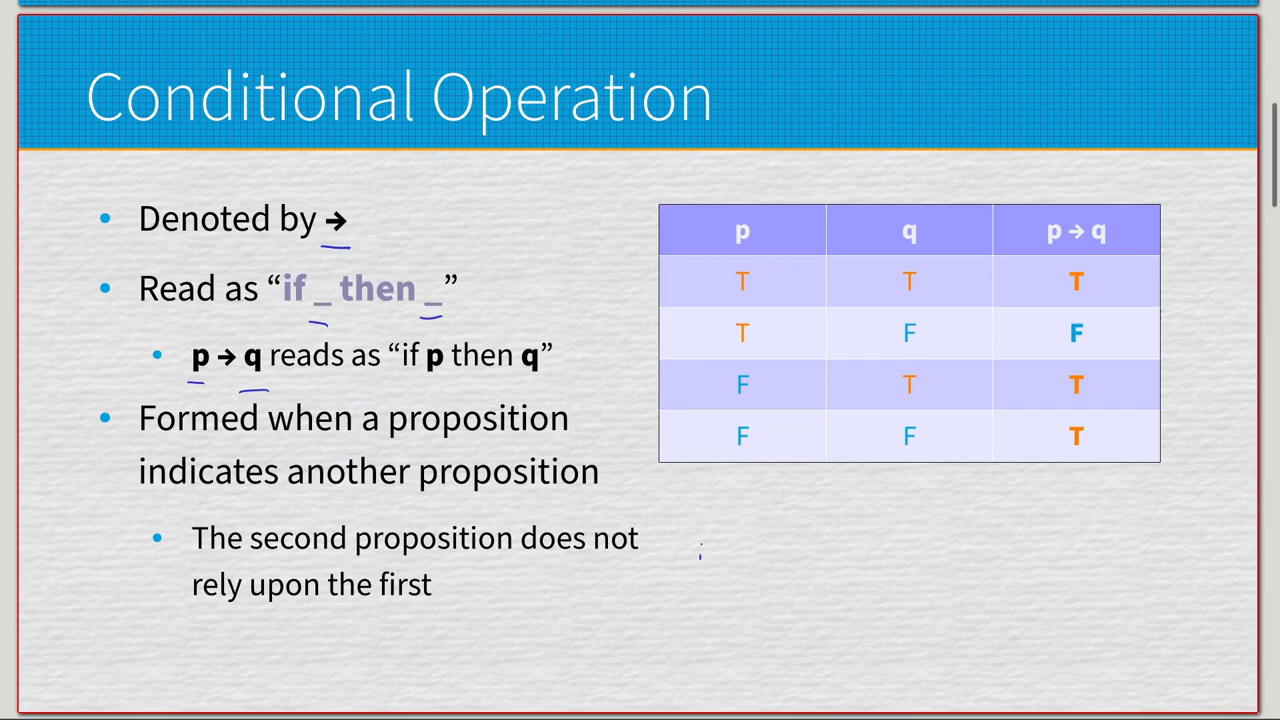 Conditional Operation
• Denoted by →
• Read as “if _ then _”
• p → q reads as “if p then q”
• Formed when a proposition
indicates another proposition
• The second proposition does not
rely upon the first
p q p → q
T T T
T F F
F T T
F F T